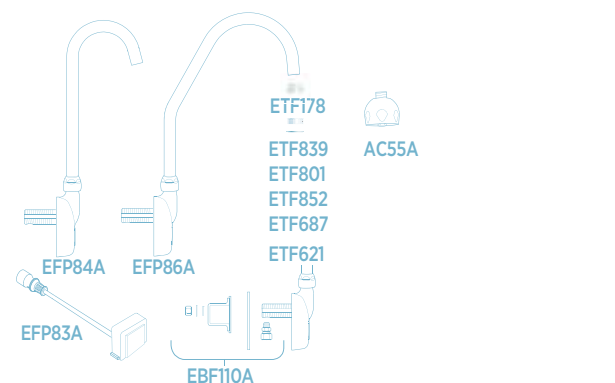 ETF178
ETF839
AC55A
ETF801
ETF852
ETF687
ETF621
EFP84A
EFP86A
EFP83A
EBF110A